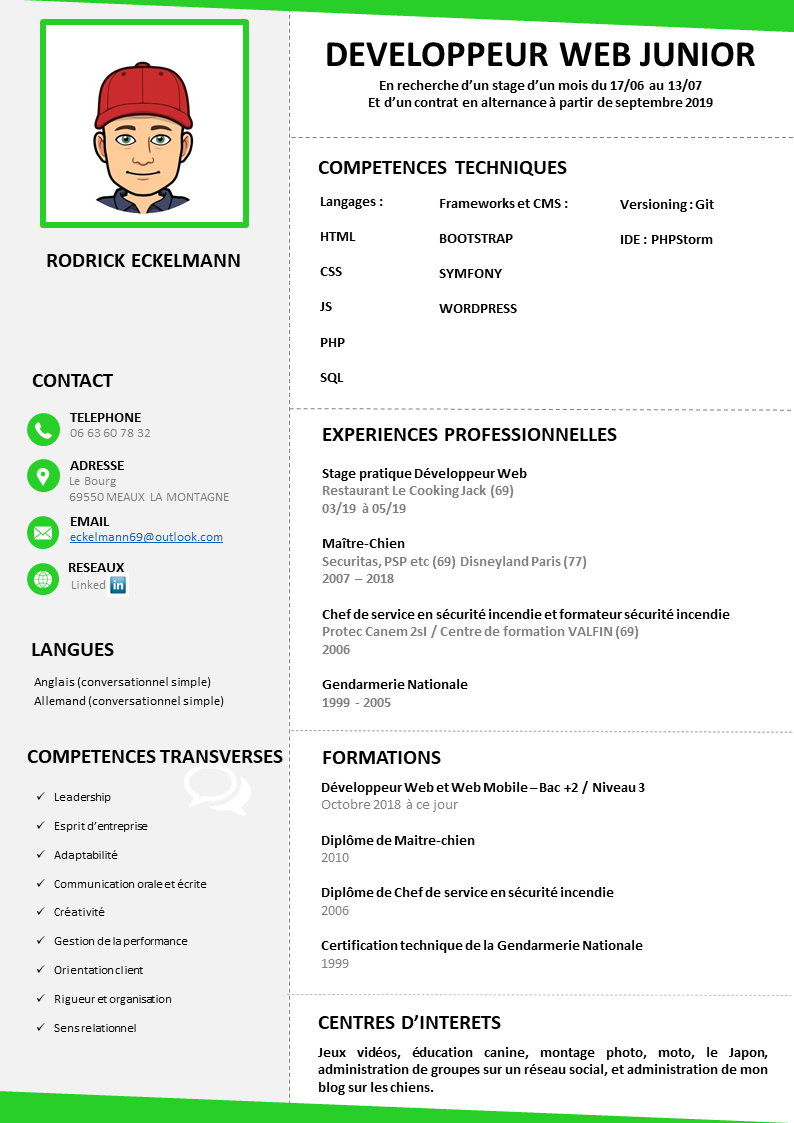 RODRICK ECKELMANN
CONTACT
TELEPHONE
06 63 60 78 32
ADRESSE
Le Bourg
69550 MEAUX LA MONTAGNE
EMAIL
eckelmann69@outlook.com
RESEAUX
Linked in
LANGUES
Anglais (conversationnel simple)
Allemand (conversationnel simple)
COMPETENCES TRANSVERSES
✓ Leadership
✓ Esprit d’entreprise
✓ Adaptabilité
✓ Communication orale et écrite
✓ Créativité
✓ Gestion de la performance
✓ Orientation client
✓ Rigueur et organisation
✓ Sens relationnel
DEVELOPPEUR WEB JUNIOR
En recherche d’un stage d’un mois du 17/06 au 13/07
Et d’un contrat en alternance à partir de septembre 2019
COMPETENCES TECHNIQUES
Langages :
HTML
CSS
JS
PHP
SQL
Frameworks et CMS :
BOOTSTRAP
SYMFONY
WORDPRESS
Versioning : Git
IDE : PHPStorm
EXPERIENCES PROFESSIONNELLES
Stage pratique Développeur Web
Restaurant Le Cooking Jack (69)
03/19 à 05/19
Maître-Chien
Securitas, PSP etc (69) Disneyland Paris (77)
2007 – 2018
Chef de service en sécurité incendie et formateur sécurité incendie
Protec Canem 2sI / Centre de formation VALFIN (69)
2006
Gendarmerie Nationale
1999 - 2005
FORMATIONS
Développeur Web et Web Mobile – Bac +2 / Niveau 3
Octobre 2018 à ce jour
Diplôme de Maitre-chien
2010
Diplôme de Chef de service en sécurité incendie
2006
Certification technique de la Gendarmerie Nationale
1999
CENTRES D’INTERETS
Jeux vidéos, éducation canine, montage photo, moto, le Japon,
administration de groupes sur un réseau social, et administration de mon
blog sur les chiens.